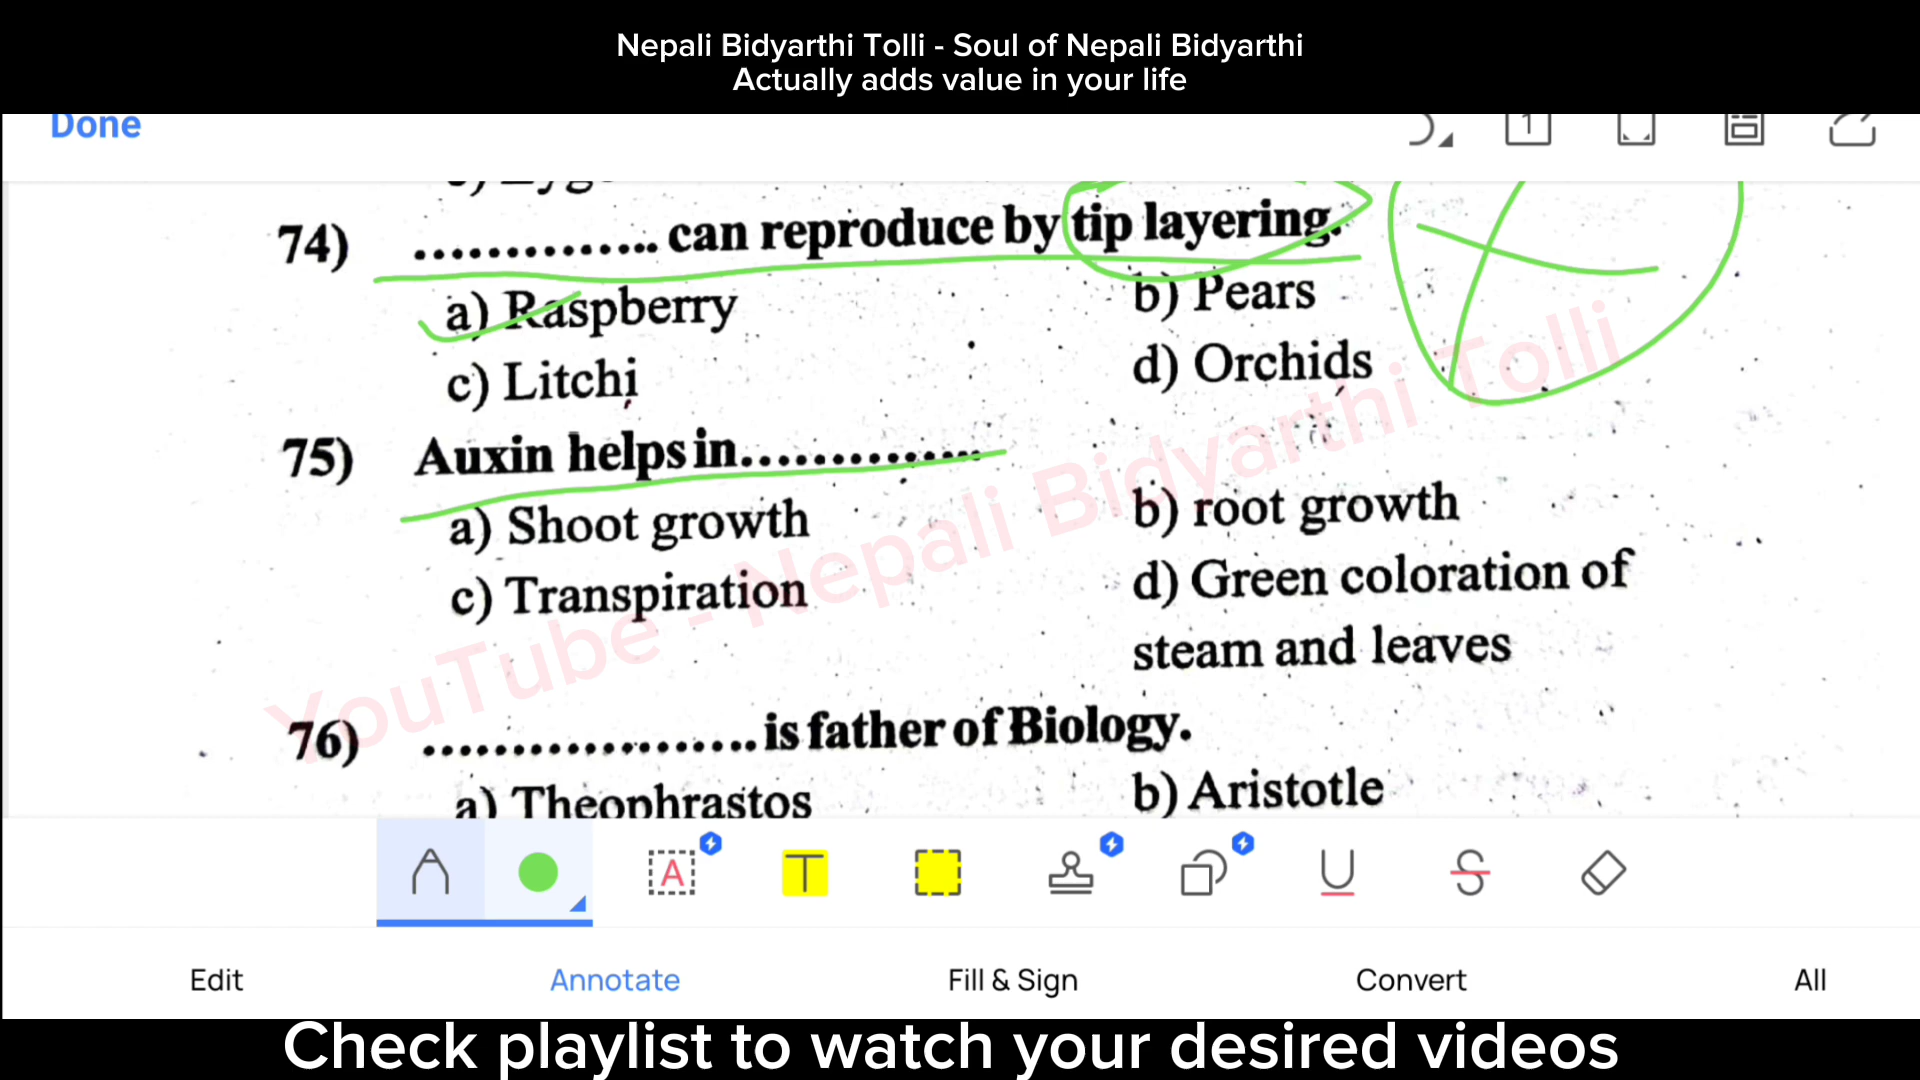 Nepali Bidyarthi Tolli - Soul of Nepali Bidyarthi
Actually adds value in your life
Done
74) .............. can reproduce by tip layering.
a) Raspberry b) Pears
c) Litchi d) Orchids
75) Auxin helps in..............
a) Shoot growth b) root growth
c) Transpiration d) Green coloration of
steam and leaves
76) ................... is father of Biology.
a) Theophrastos b) Aristotle
YouTube - Nepali Bidyarthi Tolli
Edit Annotate Fill & Sign Convert All
Check playlist to watch your desired videos